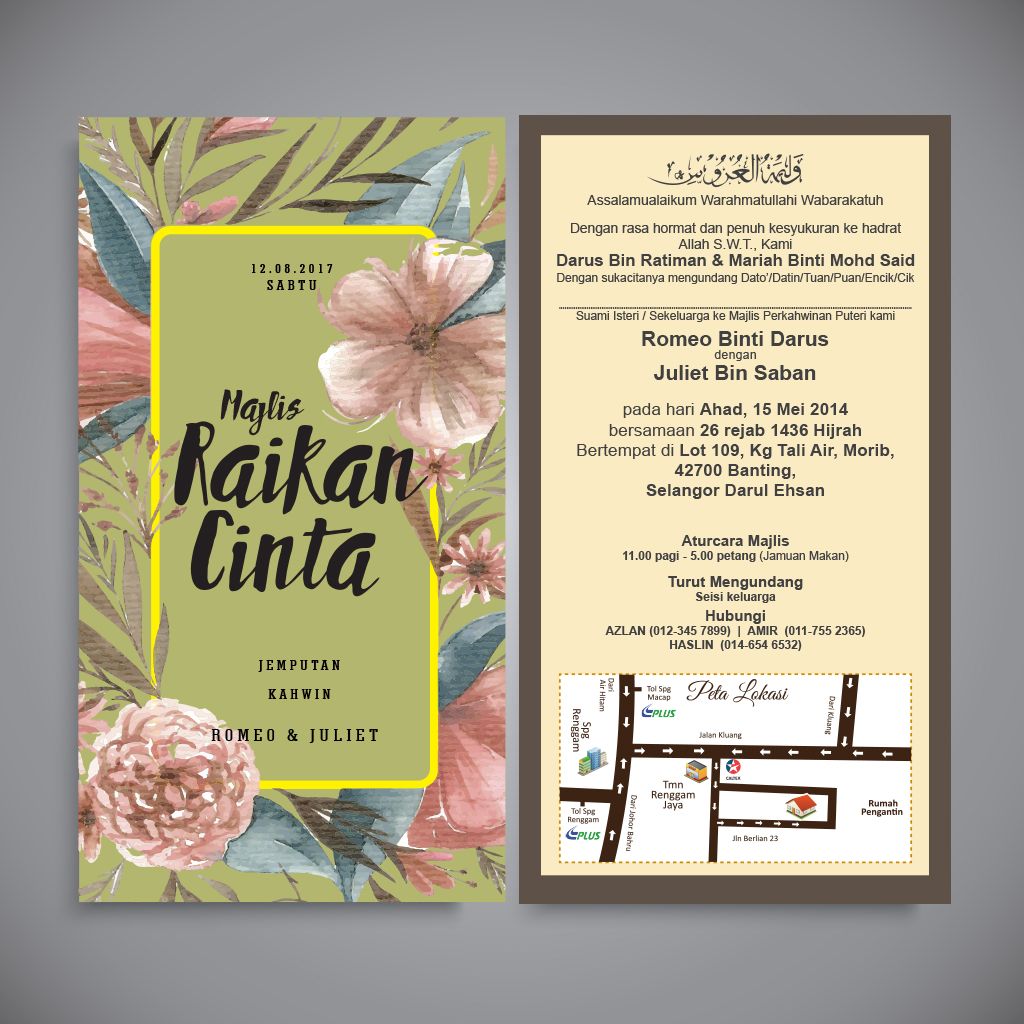 12.08.2017
SABTU
Majlis
Raikan
Cinta
JEMPUTAN
KAHWIN
ROMEO & JULIET
وليمة العروس
Assalamualaikum Warahmatullahi Wabarakatuh
Dengan rasa hormat dan penuh kesyukuran ke hadrat
Allah S.W.T., Kami
Darus Bin Ratiman & Mariah Binti Mohd Said
Dengan sukacitanya mengundang Dato'/Datin/Tuan/Puan/Encik/Cik
Suami Isteri / Sekeluarga ke Majlis Perkahwinan Puteri kami
Romeo Binti Darus
dengan
Juliet Bin Saban
pada hari Ahad, 15 Mei 2014
bersamaan 26 rejab 1436 Hijrah
Bertempat di Lot 109, Kg Tali Air, Morib,
42700 Banting,
Selangor Darul Ehsan
Aturcara Majlis
11.00 pagi - 5.00 petang (Jamuan Makan)
Turut Mengundang
Seisi keluarga
Hubungi
AZLAN (012-345 7899) | AMIR (011-755 2365)
HASLIN (014-654 6532)
Peta Lokasi
Dari
Air Hitam
Tol Spg
Macap
PLUS
Dari Kluang
Spg
Renggam
Jalan Kluang
Tmn
Renggam
Jaya
CALTEX
Tol Spg
Renggam
PLUS
Dari Johor Bahru
Rumah
Pengantin
Jln Berlian 23